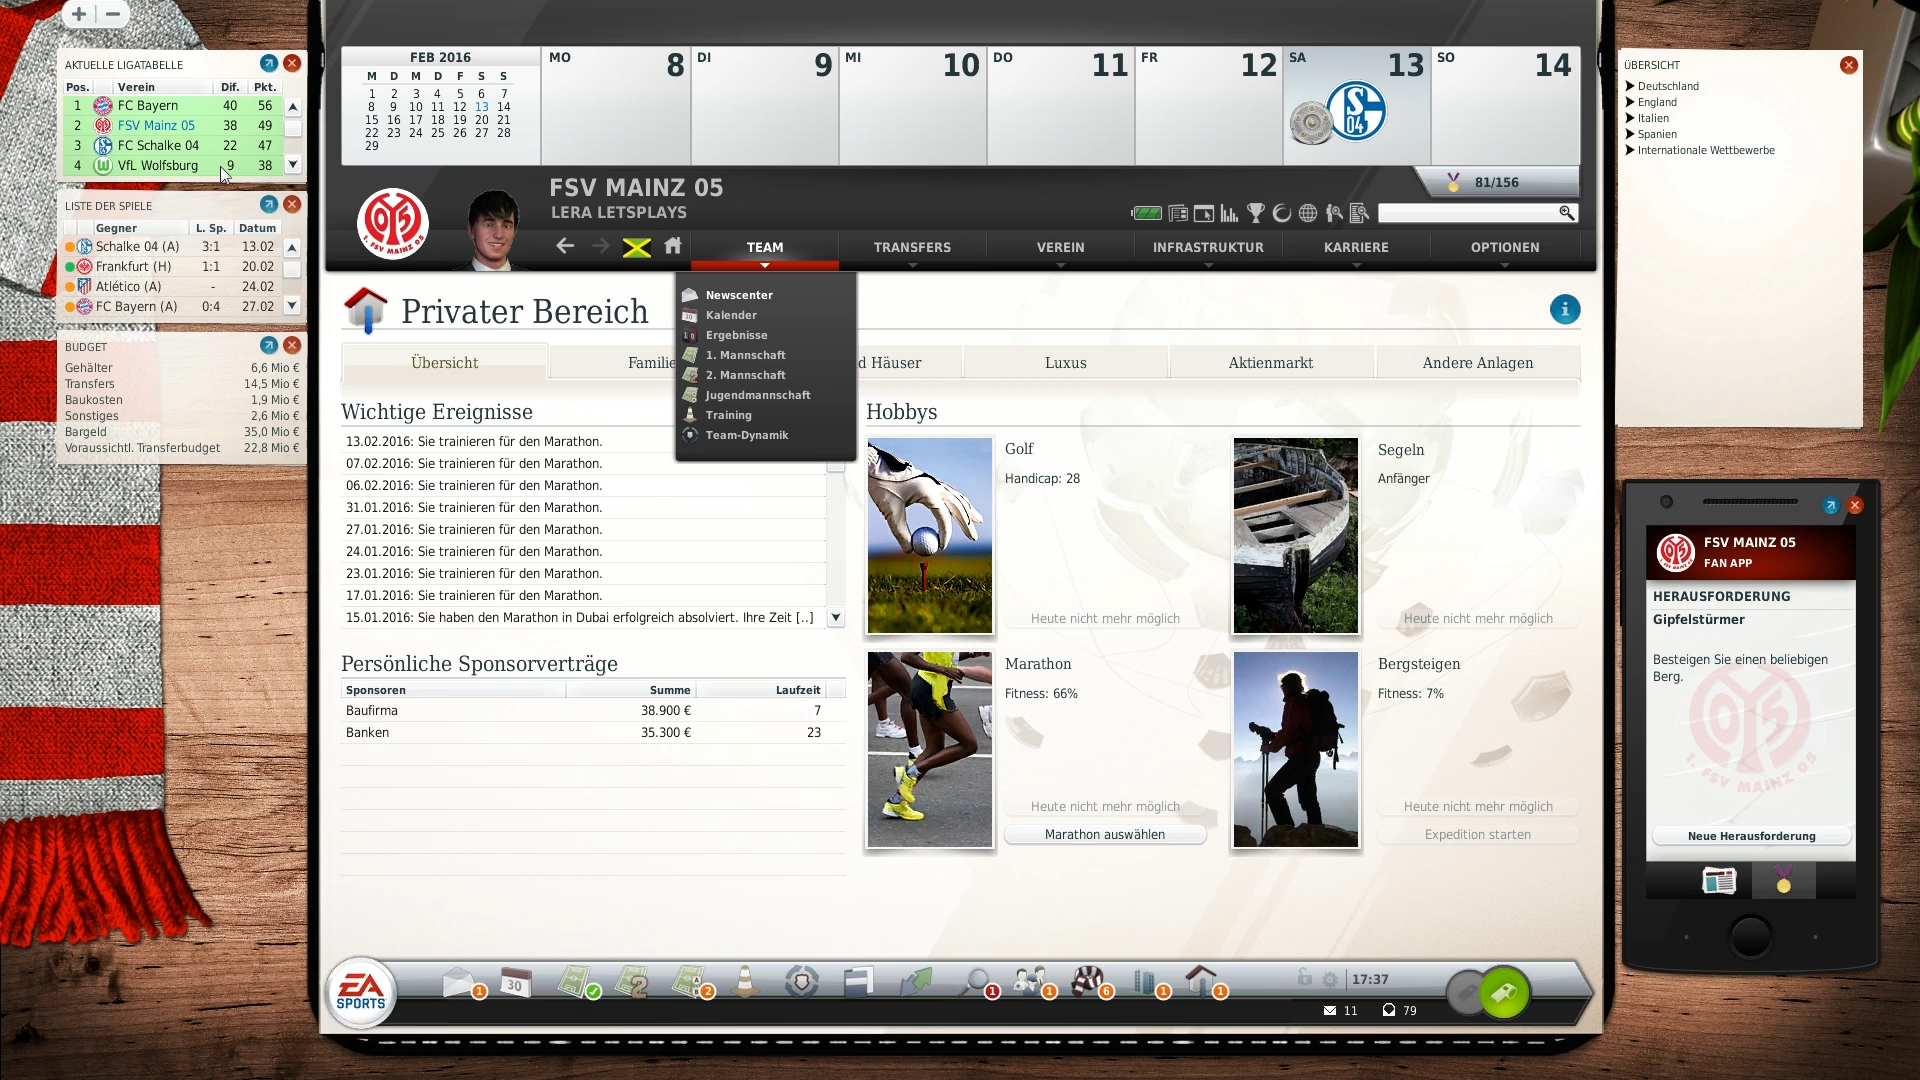 AKTUELLE LIGATABELLE
Pos. Verein Dif. Pkt.
1 FC Bayern 40 56
2 FSV Mainz 05 38 49
3 FC Schalke 04 22 47
4 VfL Wolfsburg 9 38
LISTE DER SPIELE
Gegner L. Sp. Datum
Schalke 04 (A) 3:1 13.02
Frankfurt (H) 1:1 20.02
Atlético (A) - 24.02
FC Bayern (A) 0:4 27.02
BUDGET
Gehälter 6,6 Mio €
Transfers 14,5 Mio €
Baukosten 1,9 Mio €
Sonstiges 2,6 Mio €
Bargeld 35,0 Mio €
Voraussichtl. Transferbudget 22,8 Mio €
FEB 2016
M D M D F S S
1 2 3 4 5 6 7
8 9 10 11 12 13 14
15 16 17 18 19 20 21
22 23 24 25 26 27 28
29
MO 8
DI 9
MI 10
DO 11
FR 12
SA 13
SO 14
FSV MAINZ 05
LERA LETSPLAYS
81/156
TEAM TRANSFERS VEREIN INFRASTRUKTUR KARRIERE OPTIONEN
Newscenter
Kalender
Ergebnisse
1. Mannschaft
2. Mannschaft
Jugendmannschaft
Training
Team-Dynamik
Privater Bereich
Übersicht Familie d Häuser Luxus Aktienmarkt Andere Anlagen
Wichtige Ereignisse
13.02.2016: Sie trainieren für den Marathon.
07.02.2016: Sie trainieren für den Marathon.
06.02.2016: Sie trainieren für den Marathon.
31.01.2016: Sie trainieren für den Marathon.
27.01.2016: Sie trainieren für den Marathon.
24.01.2016: Sie trainieren für den Marathon.
23.01.2016: Sie trainieren für den Marathon.
17.01.2016: Sie trainieren für den Marathon.
15.01.2016: Sie haben den Marathon in Dubai erfolgreich absolviert. Ihre Zeit [..]
Persönliche Sponsorverträge
Sponsoren Summe Laufzeit
Baufirma 38.900 € 7
Banken 35.300 € 23
Hobbys
Golf
Handicap: 28
Heute nicht mehr möglich
Segeln
Anfänger
Heute nicht mehr möglich
Marathon
Fitness: 66%
Heute nicht mehr möglich
Marathon auswählen
Bergsteigen
Fitness: 7%
Heute nicht mehr möglich
Expedition starten
ÜBERSICHT
Deutschland
England
Italien
Spanien
Internationale Wettbewerbe
FSV MAINZ 05
FAN APP
HERAUSFORDERUNG
Gipfelstürmer
Besteigen Sie einen beliebigen
Berg.
1. FSV MAINZ 05
Neue Herausforderung
EA
SPORTS
1 30 2 2 1 1 6 1 1
17:37
11 79